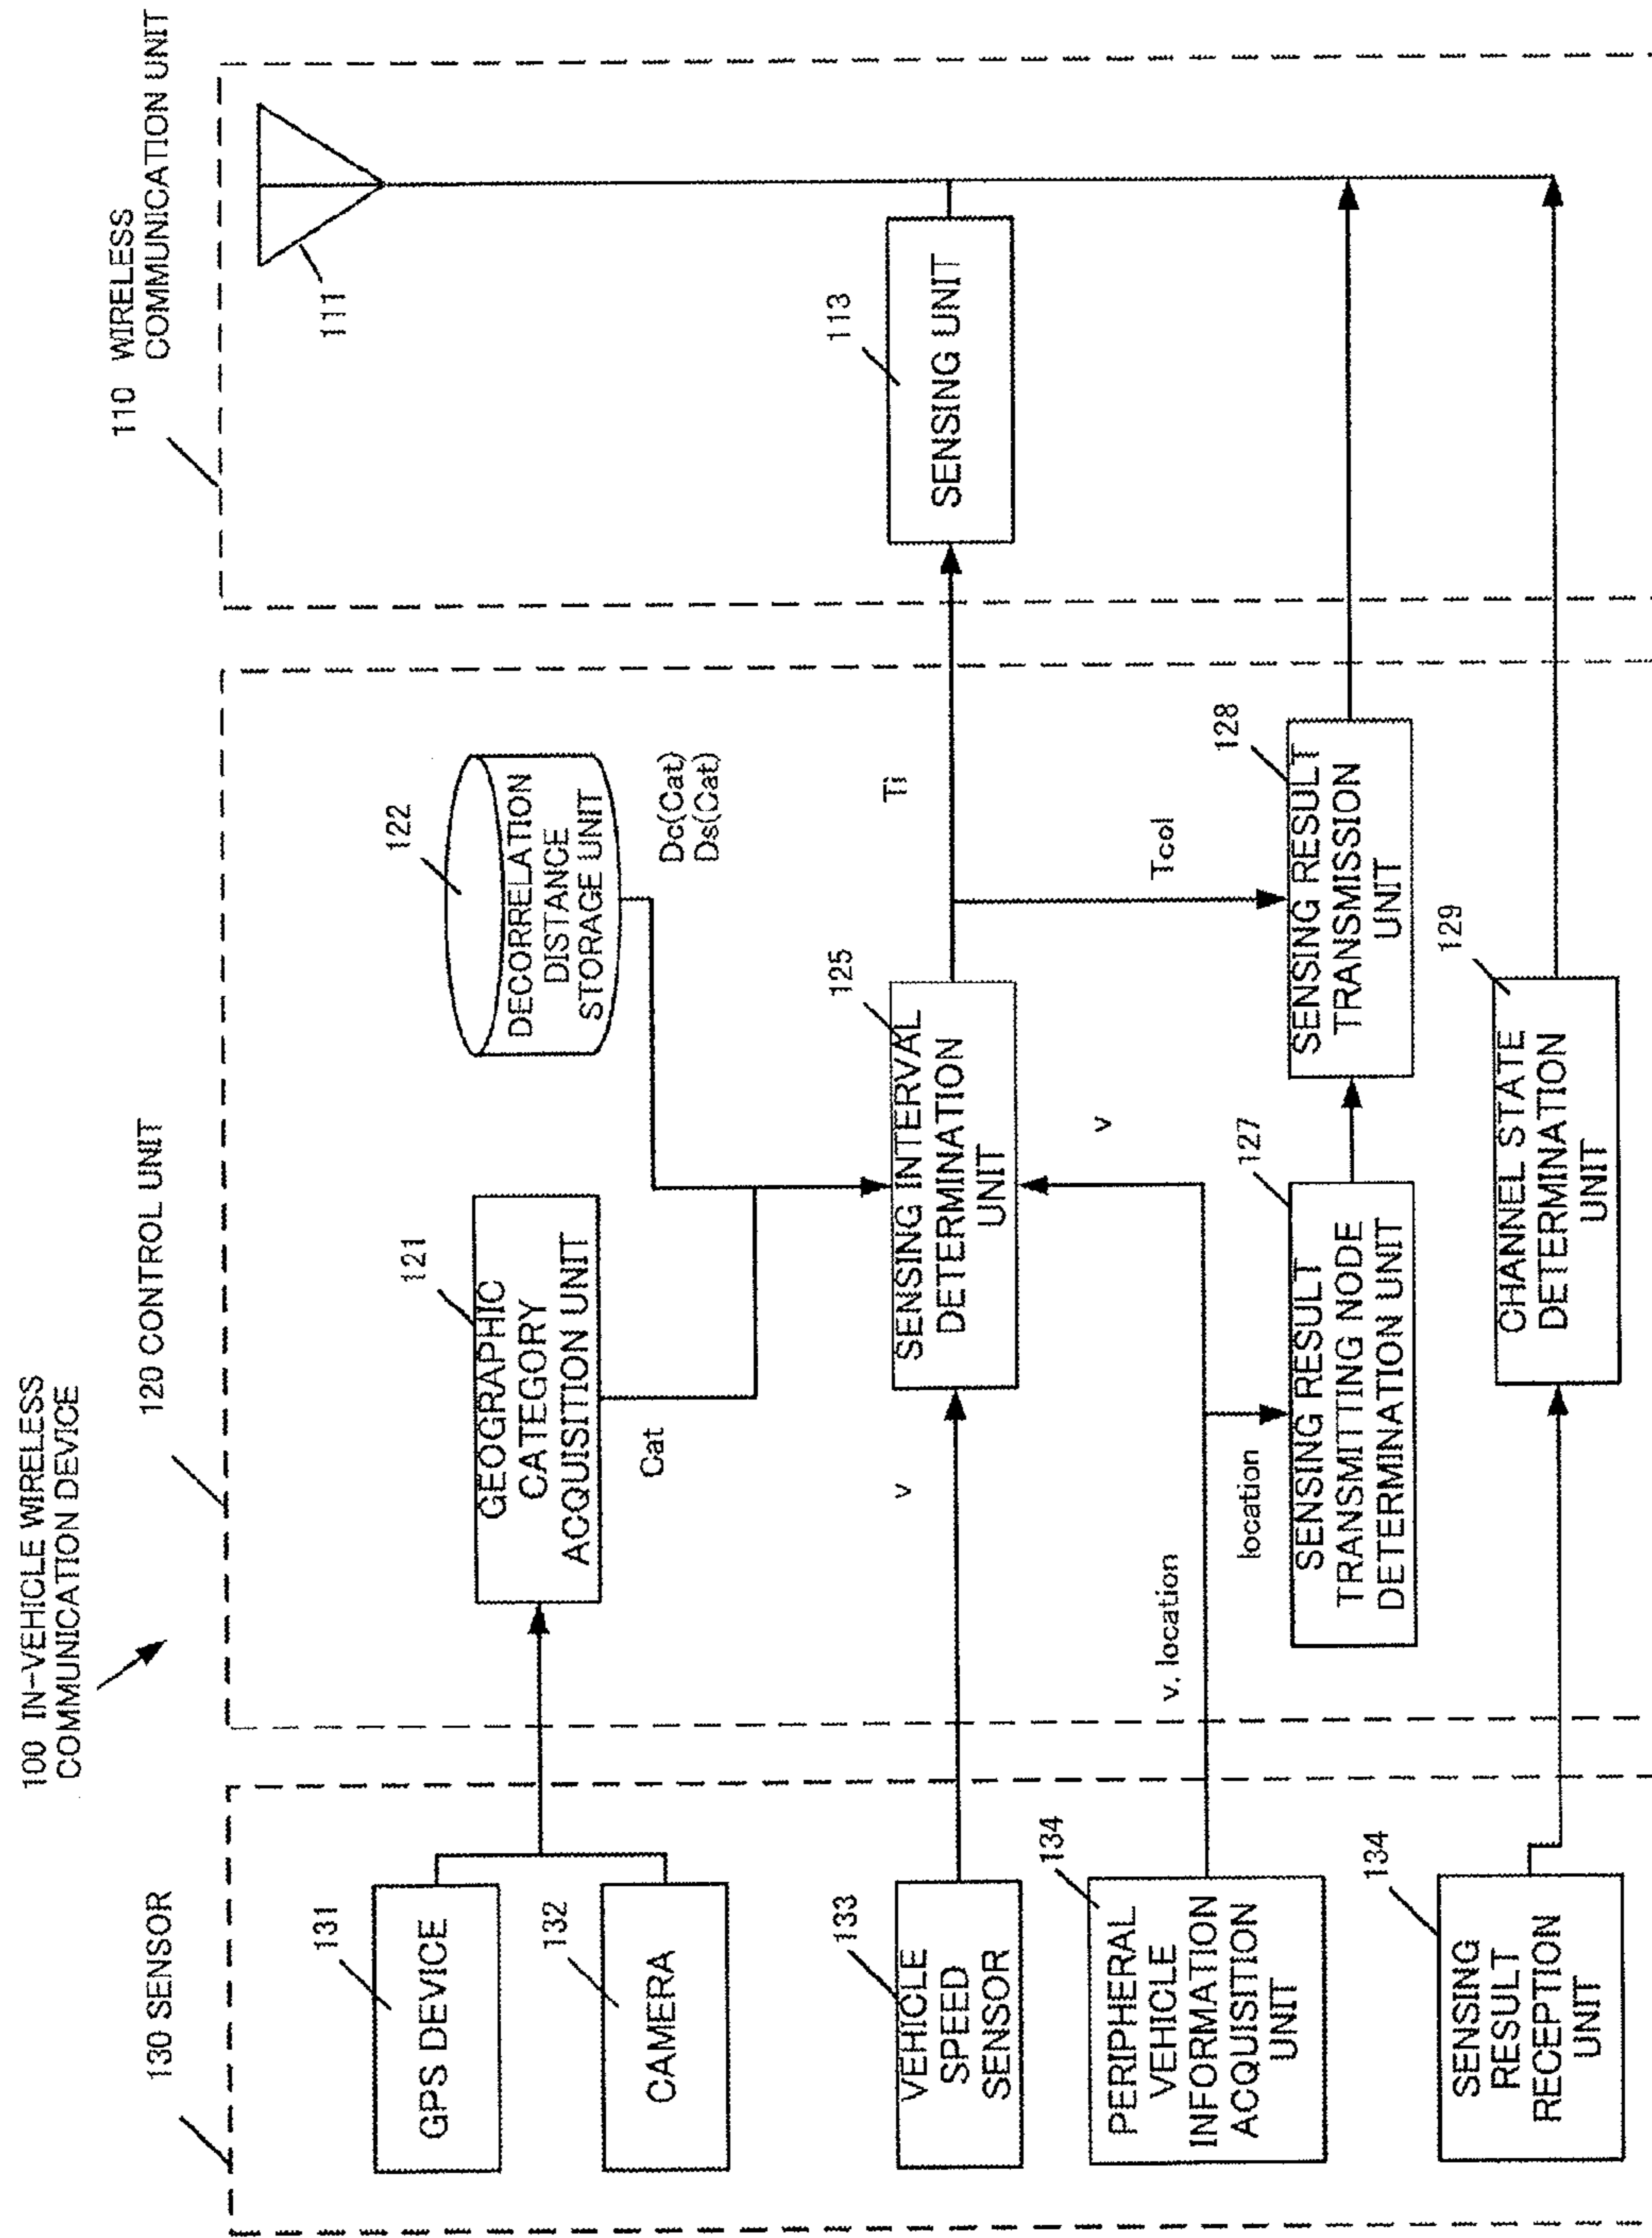 100 IN-VEHICLE WIRELESS
COMMUNICATION DEVICE
130 SENSOR
120 CONTROL UNIT
110 WIRELESS
COMMUNICATION UNIT
131
GPS DEVICE
132
CAMERA
133
VEHICLE
SPEED
SENSOR
134
PERIPHERAL
VEHICLE
INFORMATION
ACQUISITION
UNIT
134
SENSING
RESULT
RECEPTION
UNIT
121
GEOGRAPHIC
CATEGORY
ACQUISITION UNIT
Cat
122
DECORRELATION
DISTANCE
STORAGE UNIT
Dc(Cat)
Ds(Cat)
v
125
SENSING INTERVAL
DETERMINATION
UNIT
Ti
v
v, location
location
127
SENSING RESULT
TRANSMITTING NODE
DETERMINATION UNIT
Tcol
128
SENSING RESULT
TRANSMISSION
UNIT
129
CHANNEL STATE
DETERMINATION
UNIT
111
113
SENSING UNIT